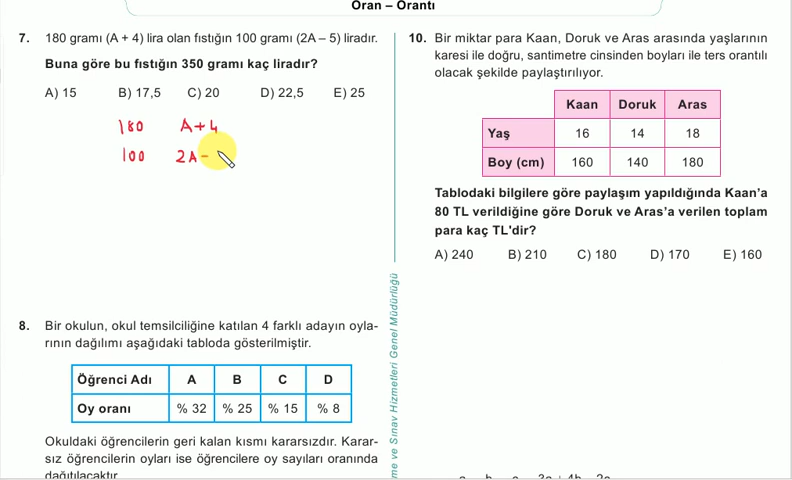 Oran – Orantı
7. 180 gramı (A + 4) lira olan fıstığın 100 gramı (2A – 5) liradır.
Buna göre bu fıstığın 350 gramı kaç liradır?
A) 15 B) 17,5 C) 20 D) 22,5 E) 25
180 A+4
100 2A-
8. Bir okulun, okul temsilciliğine katılan 4 farklı adayın oyla-
rının dağılımı aşağıdaki tabloda gösterilmiştir.
Öğrenci Adı A B C D
Oy oranı % 32 % 25 % 15 % 8
Okuldaki öğrencilerin geri kalan kısmı kararsızdır. Karar-
sız öğrencilerin oyları ise öğrencilere oy sayıları oranında
dağıtılacaktır
me ve Sınav Hizmetleri Genel Müdürlüğü
10. Bir miktar para Kaan, Doruk ve Aras arasında yaşlarının
karesi ile doğru, santimetre cinsinden boyları ile ters orantılı
olacak şekilde paylaştırılıyor.
Kaan Doruk Aras
Yaş 16 14 18
Boy (cm) 160 140 180
Tablodaki bilgilere göre paylaşım yapıldığında Kaan'a
80 TL verildiğine göre Doruk ve Aras'a verilen toplam
para kaç TL'dir?
A) 240 B) 210 C) 180 D) 170 E) 160